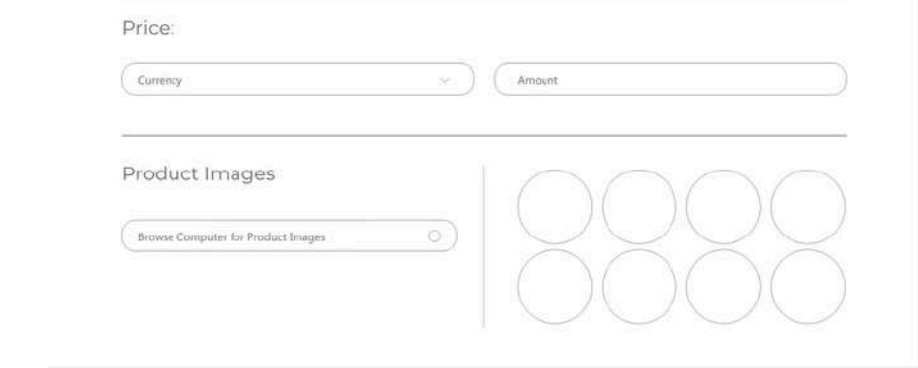 Price:
Currency
Amount
Product Images
Browse Computer for Product Images